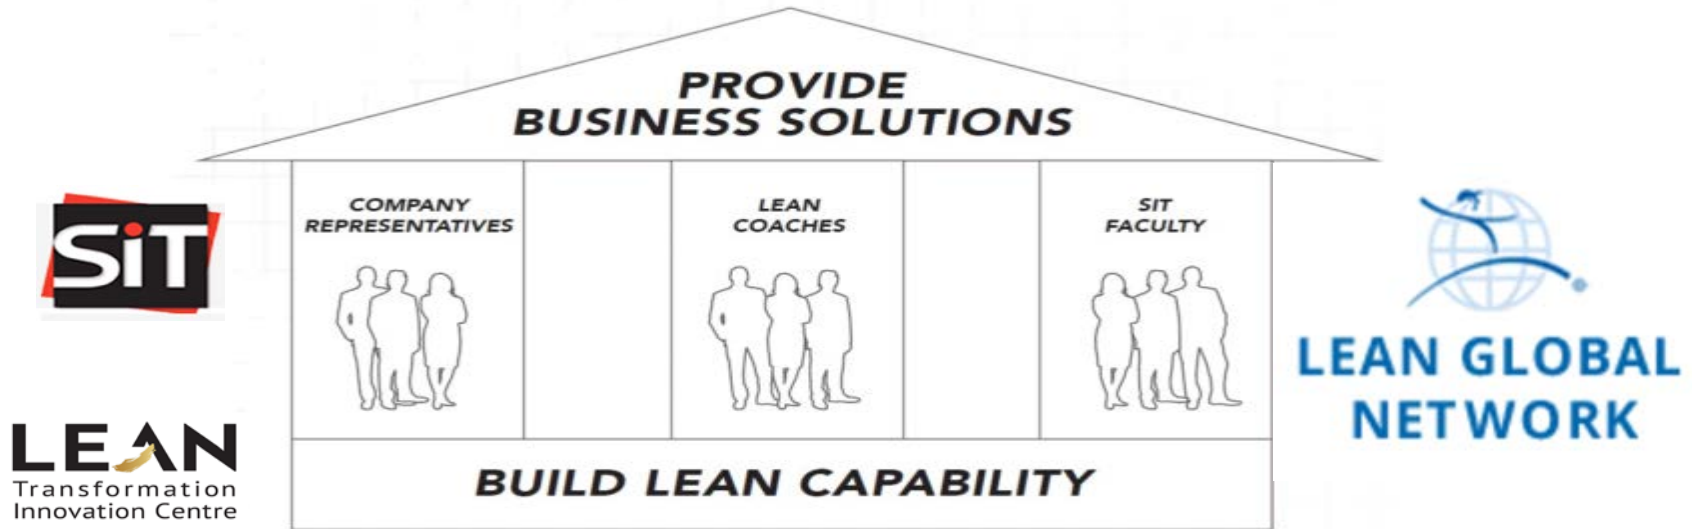 PROVIDE
BUSINESS SOLUTIONS
COMPANY
REPRESENTATIVES
LEAN
COACHES
SIT
FACULTY
BUILD LEAN CAPABILITY
SiT
LEAN
Transformation
Innovation Centre
LEAN GLOBAL
NETWORK